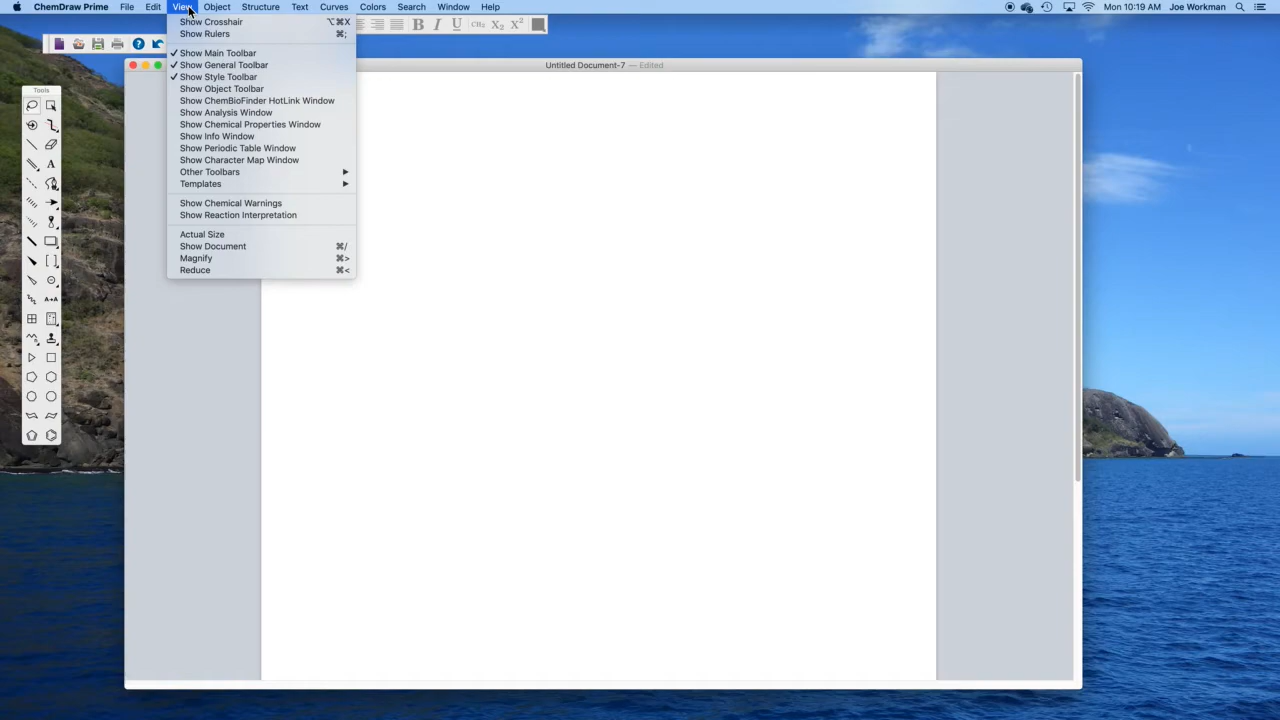 ChemDraw Prime File Edit View Object Structure Text Curves Colors Search Window Help Mon 10:19 AM Joe Workman
Show Crosshair ⌥⌘X
Show Rulers ⌘;
B I U CH₂ X₂ X²
✓ Show Main Toolbar
✓ Show General Toolbar
✓ Show Style Toolbar
Show Object Toolbar
Show ChemBioFinder HotLink Window
Show Analysis Window
Show Chemical Properties Window
Show Info Window
Show Periodic Table Window
Show Character Map Window
Other Toolbars
Templates
Show Chemical Warnings
Show Reaction Interpretation
Actual Size
Show Document ⌘/
Magnify ⌘>
Reduce ⌘<
Untitled Document-7 — Edited
Tools
A
A→A